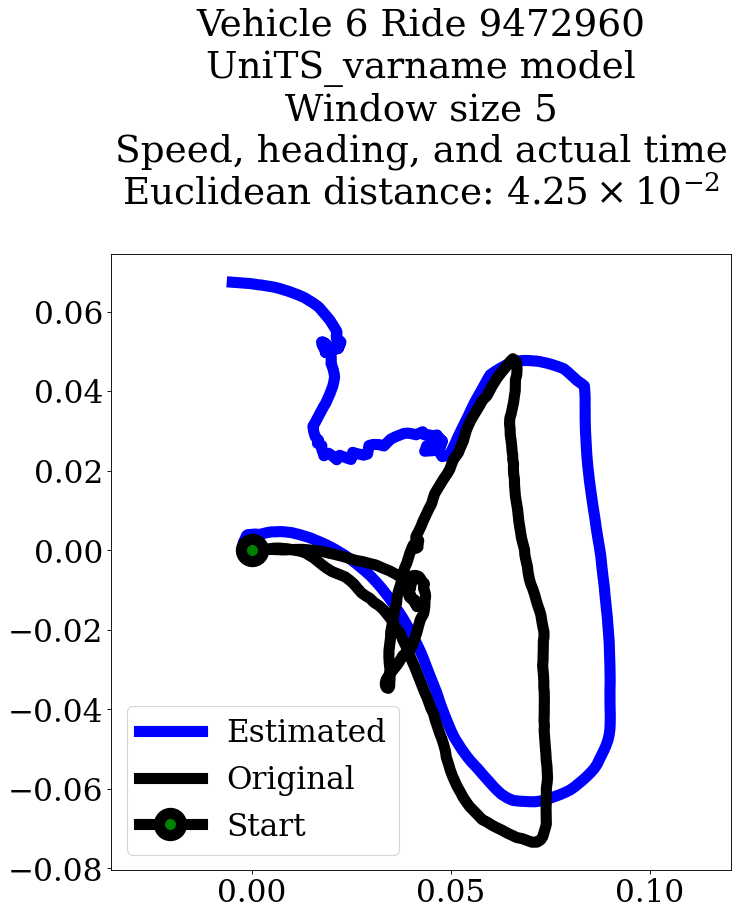 Vehicle 6 Ride 9472960
UniTS_varname model
Window size 5
Speed, heading, and actual time
Euclidean distance: 4.25 × 10⁻²
0.06
0.04
0.02
0.00
−0.02
−0.04
−0.06
−0.08
Estimated
Original
Start
0.00
0.05
0.10